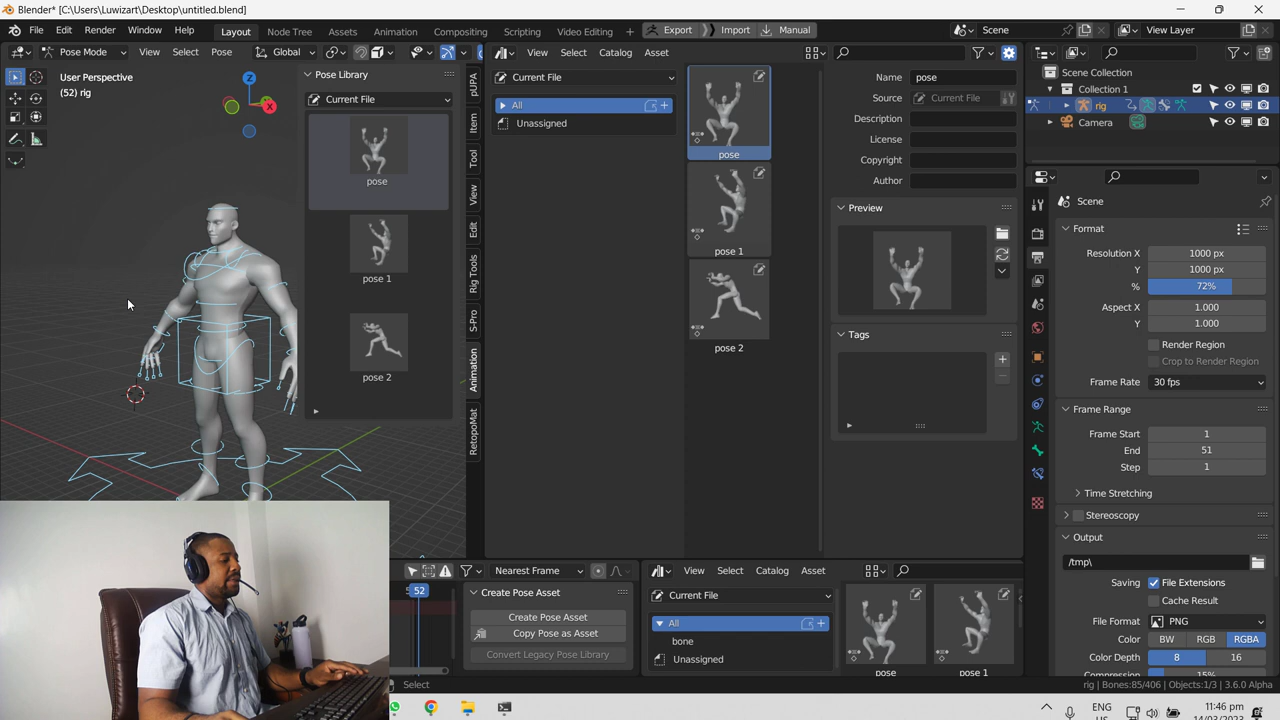 Blender* [C:\Users\Luwizart\Desktop\untitled.blend]
File Edit Render Window Help Layout Node Tree Assets Animation Compositing Scripting Video Editing Export Import Manual Scene View Layer
Pose Mode View Select Pose Global View Select Catalog Asset
User Perspective
(52) rig
Z
X
Pose Library
Current File
pose
pose 1
pose 2
pUPA
Item
Tool
View
Edit
Rig Tools
S-Pro
Animation
RetopoMat
Current File
All
Unassigned
pose
pose 1
pose 2
Name pose
Source Current File
Description
License
Copyright
Author
Preview
Tags
Scene Collection
Collection 1
rig
Camera
Scene
Format
Resolution X 1000 px
Y 1000 px
% 72%
Aspect X 1.000
Y 1.000
Render Region
Crop to Render Region
Frame Rate 30 fps
Frame Range
Frame Start 1
End 51
Step 1
Time Stretching
Stereoscopy
Output
/tmp\
Saving File Extensions
Cache Result
File Format PNG
Color BW RGB RGBA
Color Depth 8 16
Compression 15%
Nearest Frame
52
Create Pose Asset
Create Pose Asset
Copy Pose as Asset
Convert Legacy Pose Library
View Select Catalog Asset
Current File
All
bone
Unassigned
pose
pose 1
Select
rig | Bones:85/406 | Objects:1/3 | 3.6.0 Alpha
ENG
11:46 pm